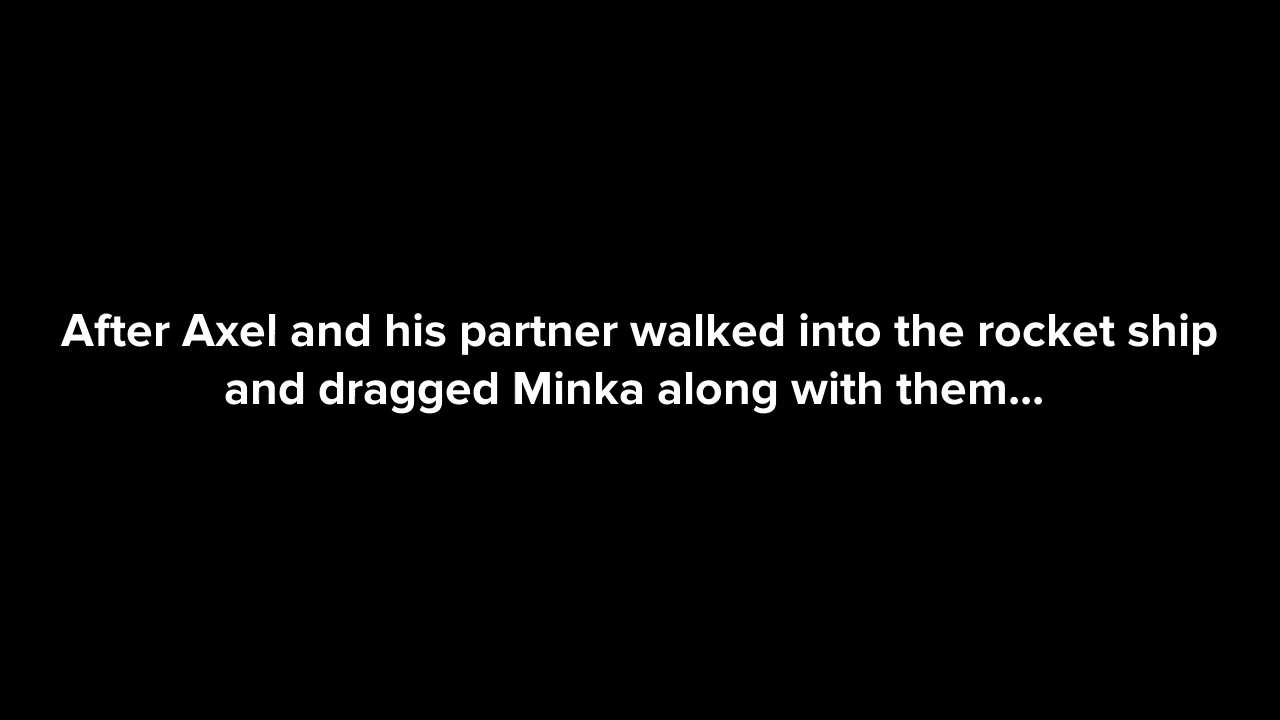 After Axel and his partner walked into the rocket ship
and dragged Minka along with them...